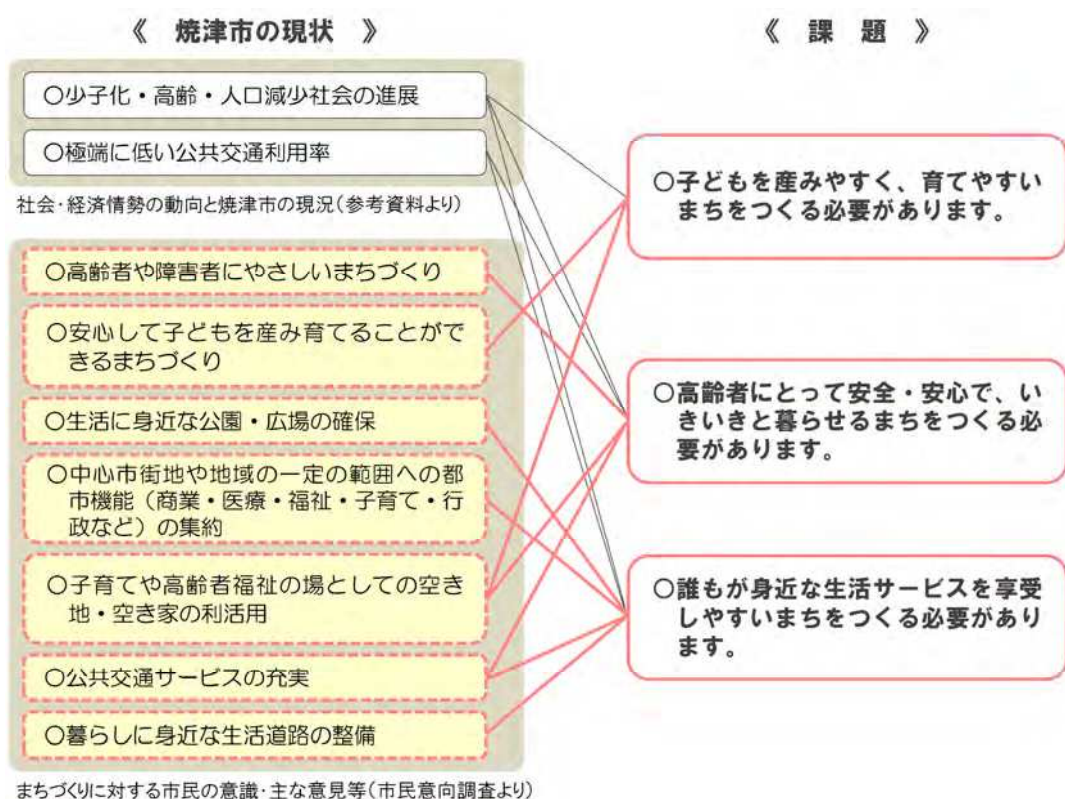 《 焼津市の現状 》
○少子化・高齢・人口減少社会の進展
○極端に低い公共交通利用率
社会・経済情勢の動向と焼津市の現況（参考資料より）
○高齢者や障害者にやさしいまちづくり
○安心して子どもを産み育てることがで
きるまちづくり
○生活に身近な公園・広場の確保
○中心市街地や地域の一定の範囲への都
市機能（商業・医療・福祉・子育て・行
政など）の集約
○子育てや高齢者福祉の場としての空き
地・空き家の利活用
○公共交通サービスの充実
○暮らしに身近な生活道路の整備
まちづくりに対する市民の意識・主な意見等（市民意向調査より）
《 課 題 》
○子どもを産みやすく、育てやすい
まちをつくる必要があります。
○高齢者にとって安全・安心で、い
きいきと暮らせるまちをつくる必
要があります。
○誰もが身近な生活サービスを享受
しやすいまちをつくる必要があり
ます。